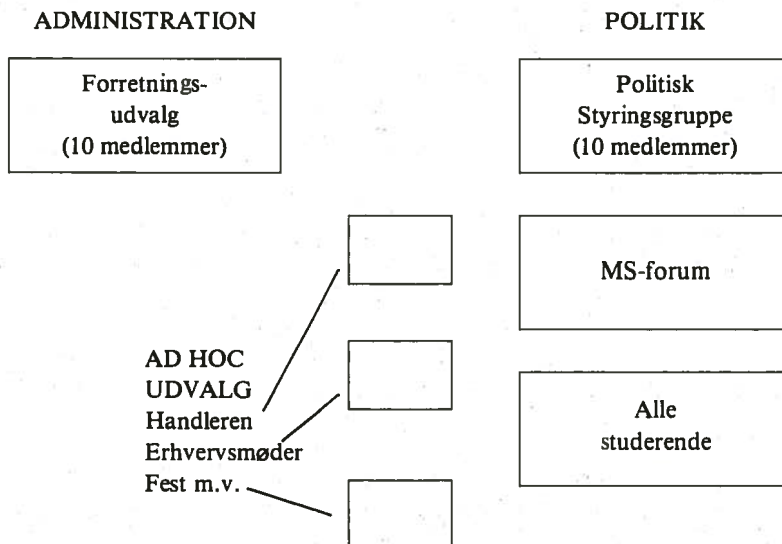 ADMINISTRATION
POLITIK
Forretnings-
udvalg
(10 medlemmer)
Politisk
Styringsgruppe
(10 medlemmer)
MS-forum
AD HOC
UDVALG
Handleren
Erhvervsmøder
Fest m.v.
Alle
studerende